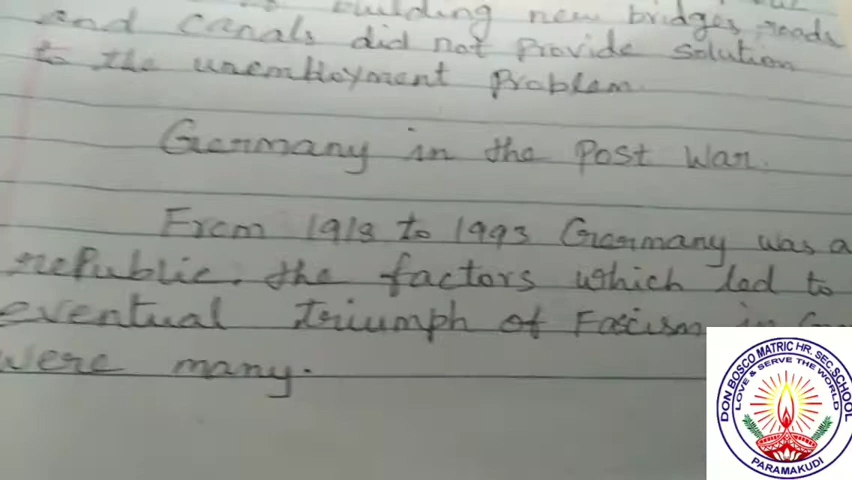 building new bridges, roads
and canals did not provide solution
to the unemployment problem
Germany in the Post War.
From 1918 to 1993 Germany was a
republic. the factors which led to
eventual triumph of Fascism in
were many.
DON BOSCO MATRIC HR. SEC SCHOOL
LOVE & SERVE THE WORLD
PARAMAKUDI